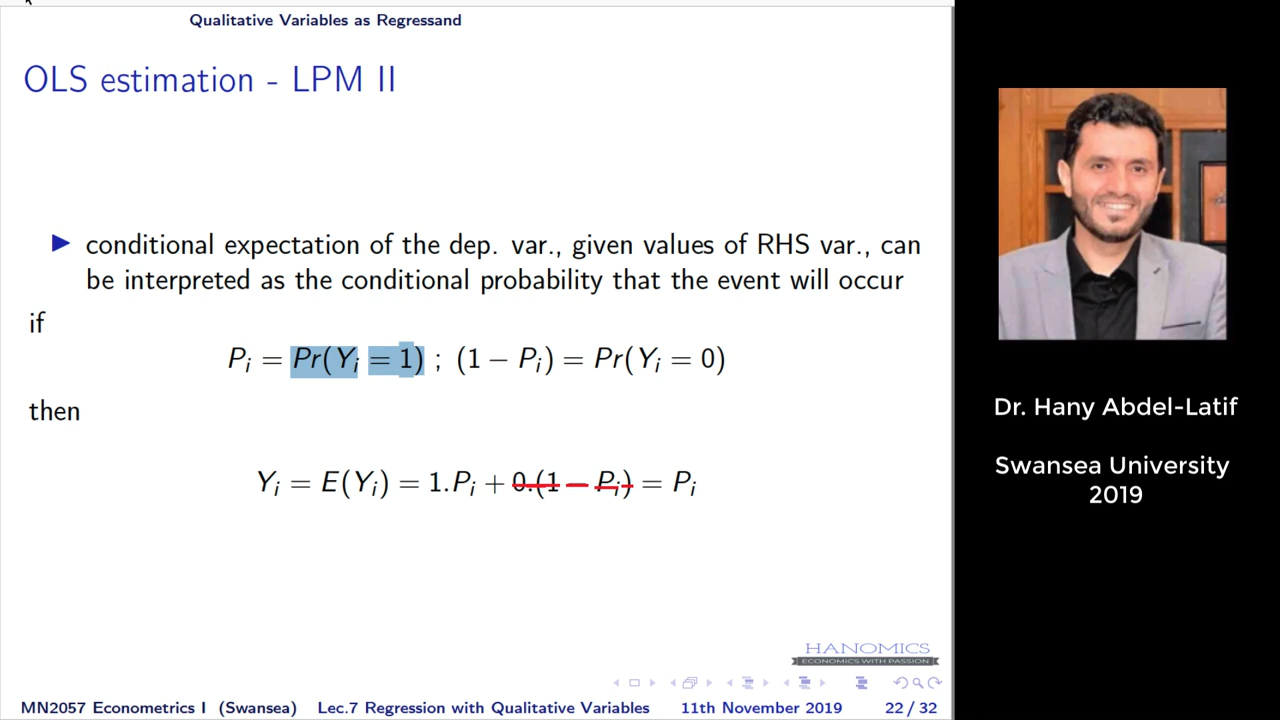 Qualitative Variables as Regressand
OLS estimation - LPM II
▶ conditional expectation of the dep. var., given values of RHS var., can
be interpreted as the conditional probability that the event will occur
if
Pᵢ = Pr(Yᵢ = 1) ; (1 − Pᵢ) = Pr(Yᵢ = 0)
then
Yᵢ = E(Yᵢ) = 1.Pᵢ + 0.(1 − Pᵢ) = Pᵢ
HANOMICS
ECONOMICS WITH PASSION
MN2057 Econometrics I (Swansea) Lec.7 Regression with Qualitative Variables 11th November 2019 22 / 32
Dr. Hany Abdel-Latif
Swansea University
2019